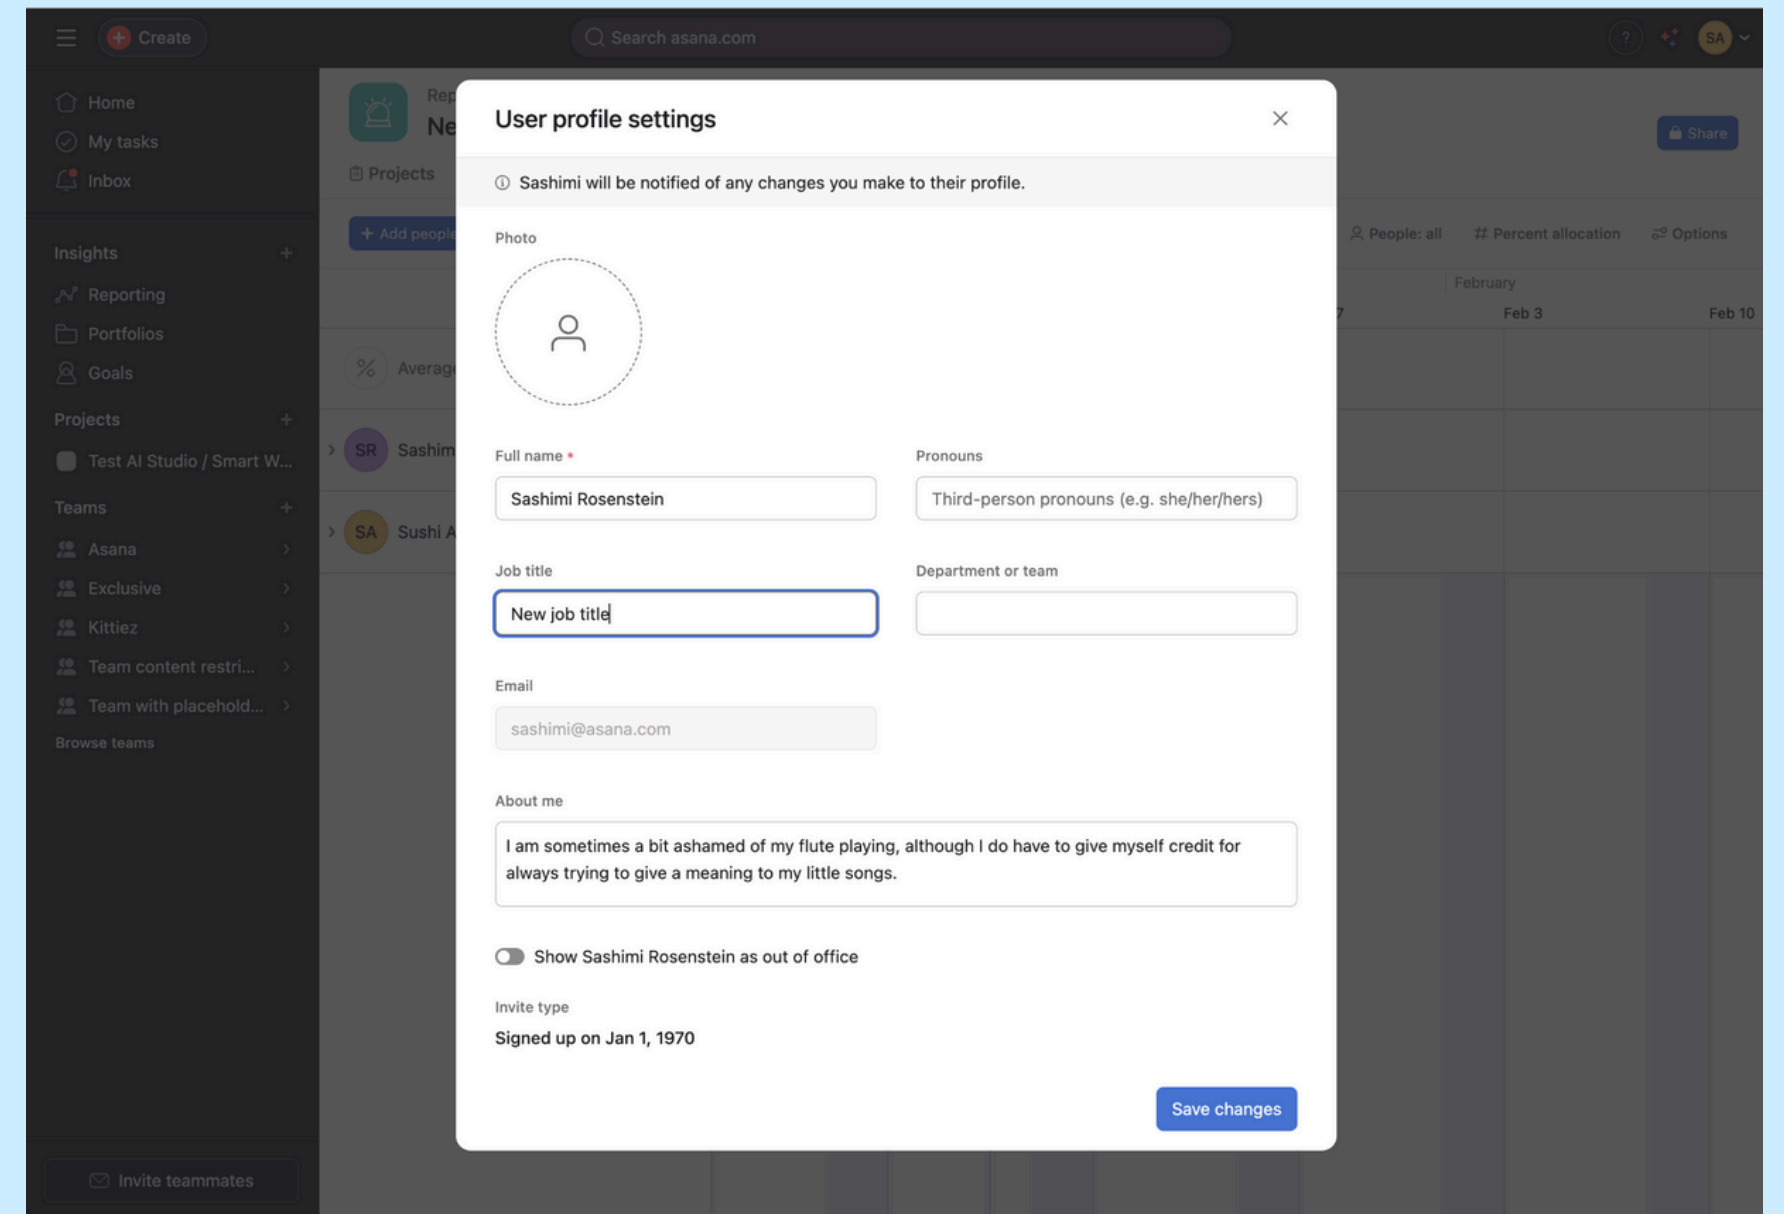 Create
Search asana.com
?
SA
Home
My tasks
Inbox
Insights
Reporting
Portfolios
Goals
Projects
Test AI Studio / Smart W...
Teams
Asana
Exclusive
Kittiez
Team content restri...
Team with placehold...
Browse teams
Invite teammates
Rep
Ne
Share
Projects
+ Add people
People: all
# Percent allocation
Options
February
7
Feb 3
Feb 10
% Average
SR Sashim
SA Sushi A
User profile settings
Sashimi will be notified of any changes you make to their profile.
Photo
Full name *
Pronouns
Sashimi Rosenstein
Third-person pronouns (e.g. she/her/hers)
Job title
Department or team
New job title
Email
sashimi@asana.com
About me
I am sometimes a bit ashamed of my flute playing, although I do have to give myself credit for
always trying to give a meaning to my little songs.
Show Sashimi Rosenstein as out of office
Invite type
Signed up on Jan 1, 1970
Save changes